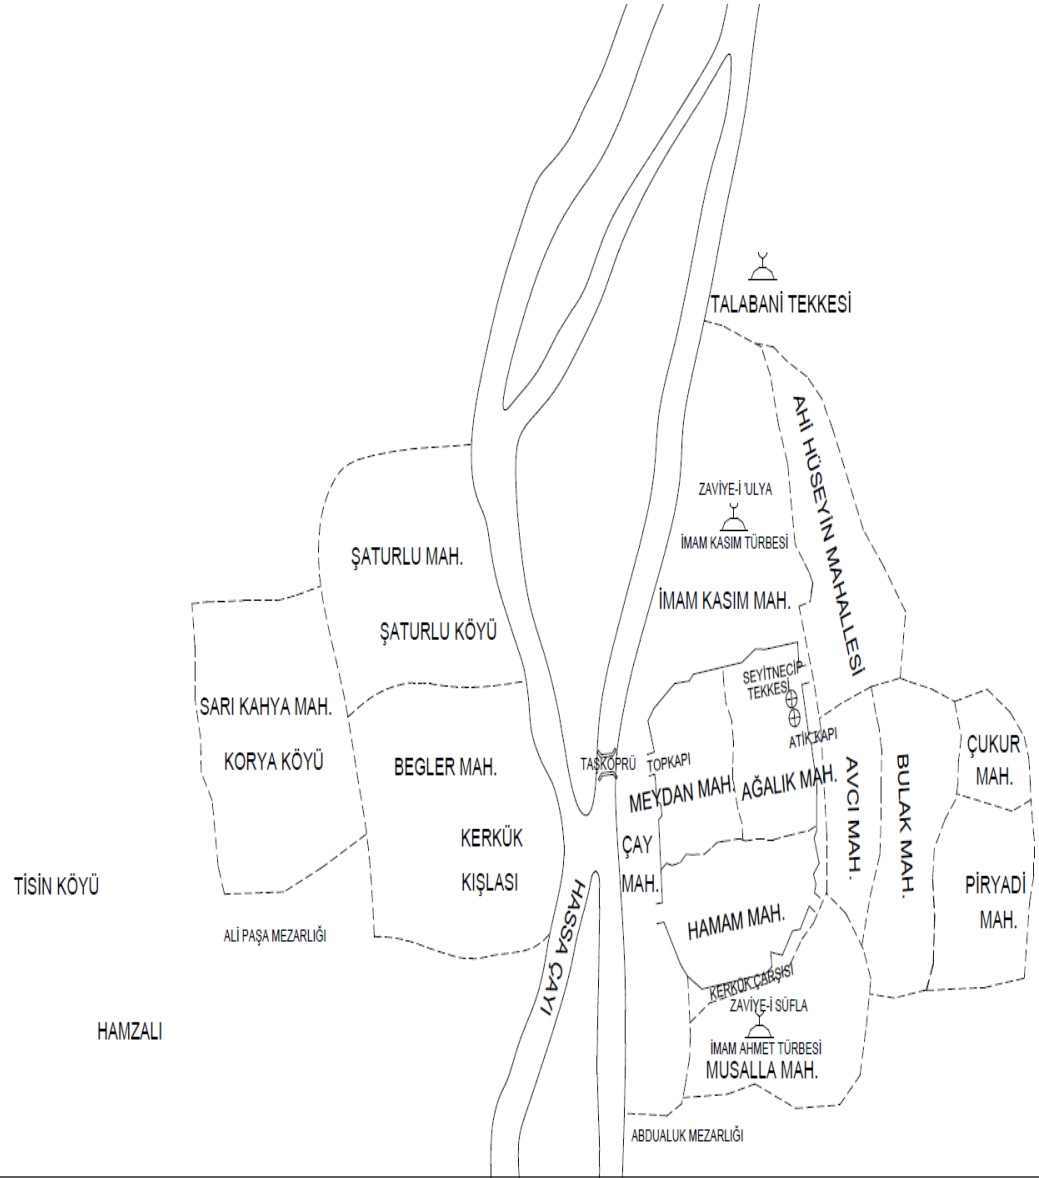 TALABANİ TEKKESİ
AHİ HÜSEYİN MAHALLESİ
ZAVİYE-İ 'ULYA
İMAM KASIM TÜRBESİ
İMAM KASIM MAH.
ŞATURLU MAH.
ŞATURLU KÖYÜ
SARI KAHYA MAH.
KORYA KÖYÜ
BEGLER MAH.
KERKÜK
KIŞLASI
TAŞKÖPRÜ
TOPKAPI
SEYİTNECİP
TEKKESİ
ATİK KAPI
MEYDAN MAH.
AĞALIK MAH.
AVCI MAH.
BULAK MAH.
ÇUKUR
MAH.
PİRYADİ
MAH.
ÇAY
MAH.
HAMAM MAH.
TİSİN KÖYÜ
ALİ PAŞA MEZARLIĞI
HAMZALI
HASSA ÇAYI
KERKÜK ÇARŞISI
ZAVİYE-İ SÜFLA
İMAM AHMET TÜRBESİ
MUSALLA MAH.
ABDUALUK MEZARLIĞI